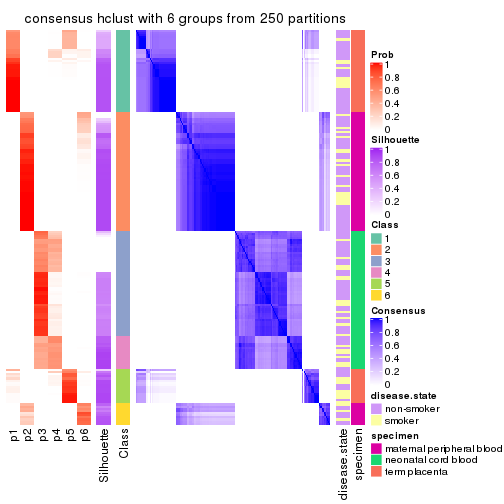 consensus hclust with 6 groups from 250 partitions
Prob
1
0.8
0.6
0.4
0.2
0
Silhouette
1
0.8
0.6
0.4
0.2
0
Class
1
2
3
4
5
6
Consensus
1
0.8
0.6
0.4
0.2
0
disease.state
non-smoker
smoker
specimen
maternal peripheral blood
neonatal cord blood
term placenta
p1
p2
p3
p4
p5
p6
Silhouette
Class
disease.state
specimen